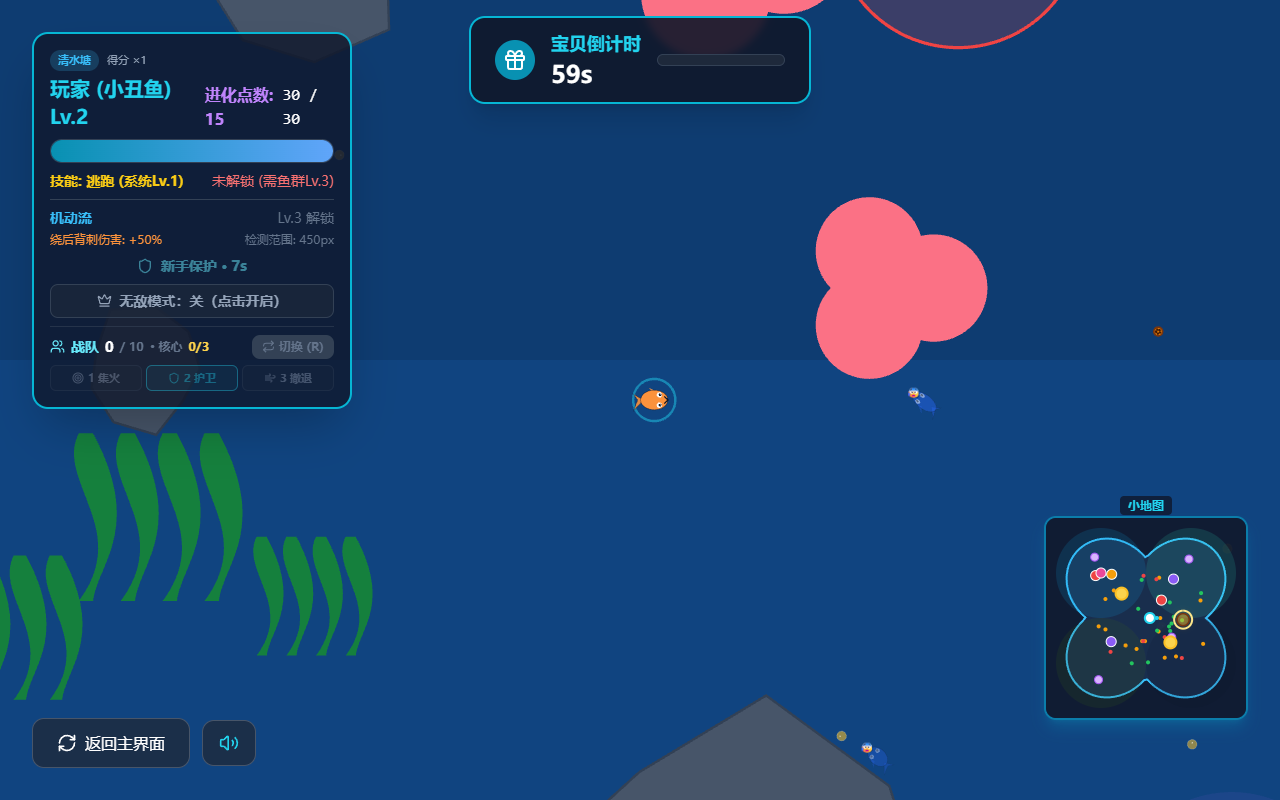 清水塘 得分 ×1
玩家 (小丑鱼) Lv.2
进化点数: 15
30 / 30
技能: 逃跑 (系统Lv.1) 未解锁 (需鱼群Lv.3)
机动流 Lv.3 解锁
绕后背刺伤害: +50% 检测范围: 450px
新手保护 • 7s
无敌模式：关（点击开启）
战队 0 / 10 • 核心 0/3 切换 (R)
1 集火 2 护卫 3 撤退
宝贝倒计时
59s
小地图
返回主界面